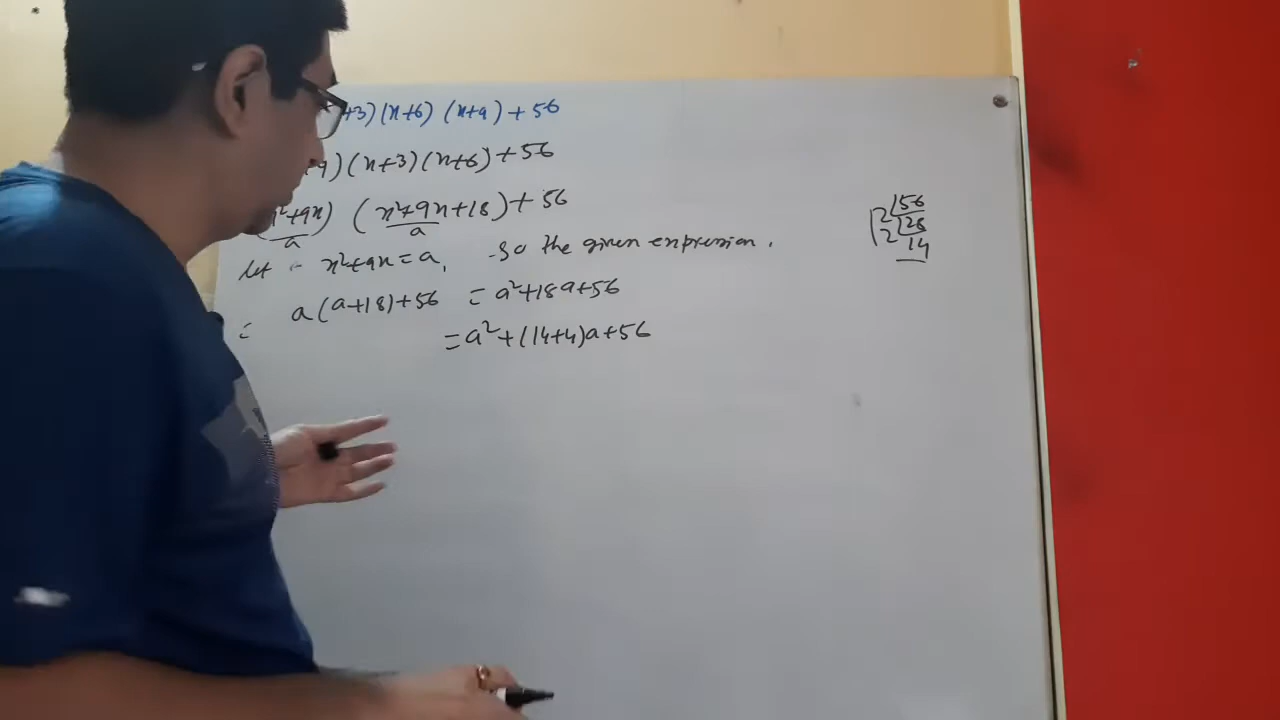 +3)(x+6) (x+9) + 56
9)(x+3)(x+6)+56
x²+9x) (x²+9x+18)+56
a a
let - x²+9x=a, So the given expression.
= a(a+18)+56 = a²+18a+56
= a²+(14+4)a+56
2 56
2 28
14